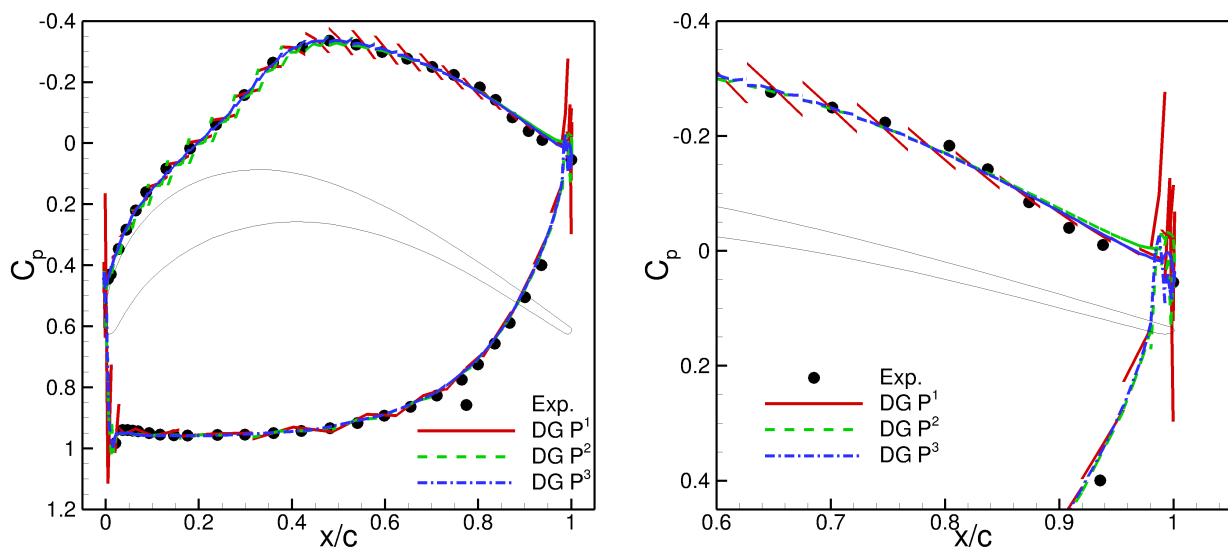 -0.4
-0.2
0
0.2
0.4
0.6
0.8
1
1.2
C_p
0 0.2 0.4 0.6 0.8 1
x/c
Exp.
DG P¹
DG P²
DG P³
-0.4
-0.2
0
0.2
0.4
C_p
0.6 0.7 0.8 0.9 1
x/c
Exp.
DG P¹
DG P²
DG P³